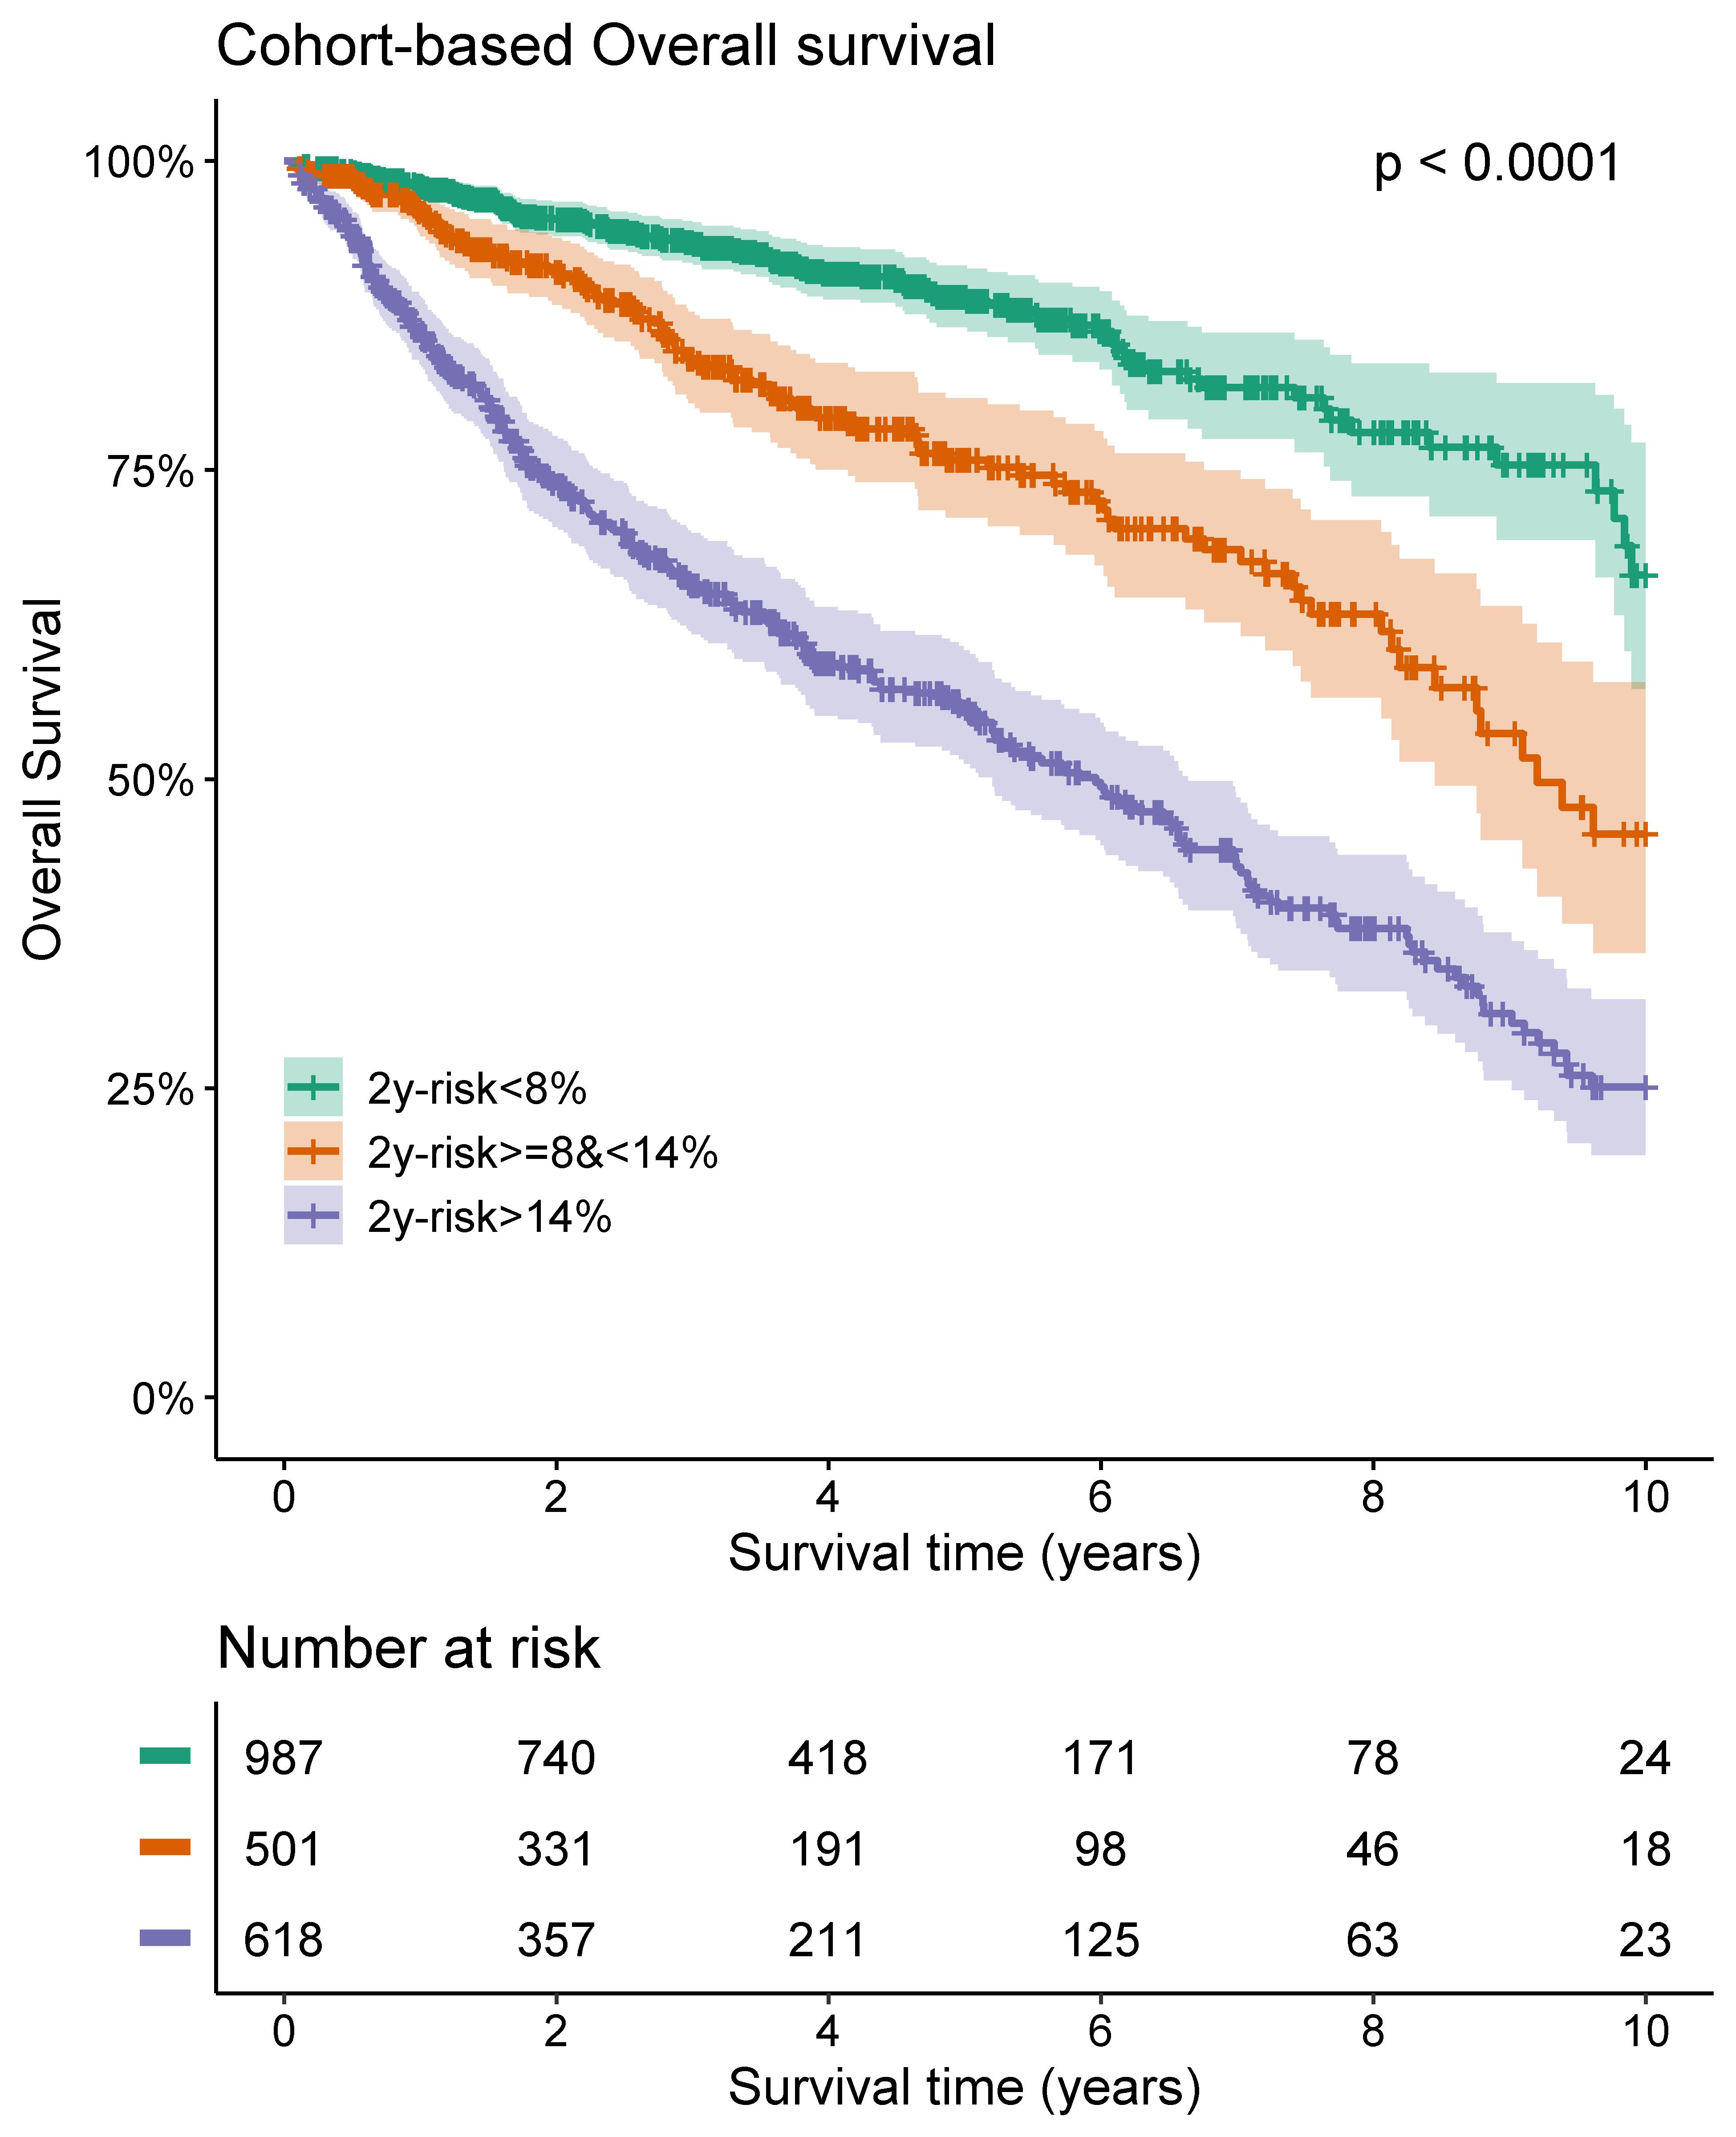 Cohort-based Overall survival
p < 0.0001
100%
75%
50%
25%
0%
Overall Survival
2y-risk<8%
2y-risk>=8&<14%
2y-risk>14%
0 2 4 6 8 10
Survival time (years)
Number at risk
987 740 418 171 78 24
501 331 191 98 46 18
618 357 211 125 63 23
0 2 4 6 8 10
Survival time (years)